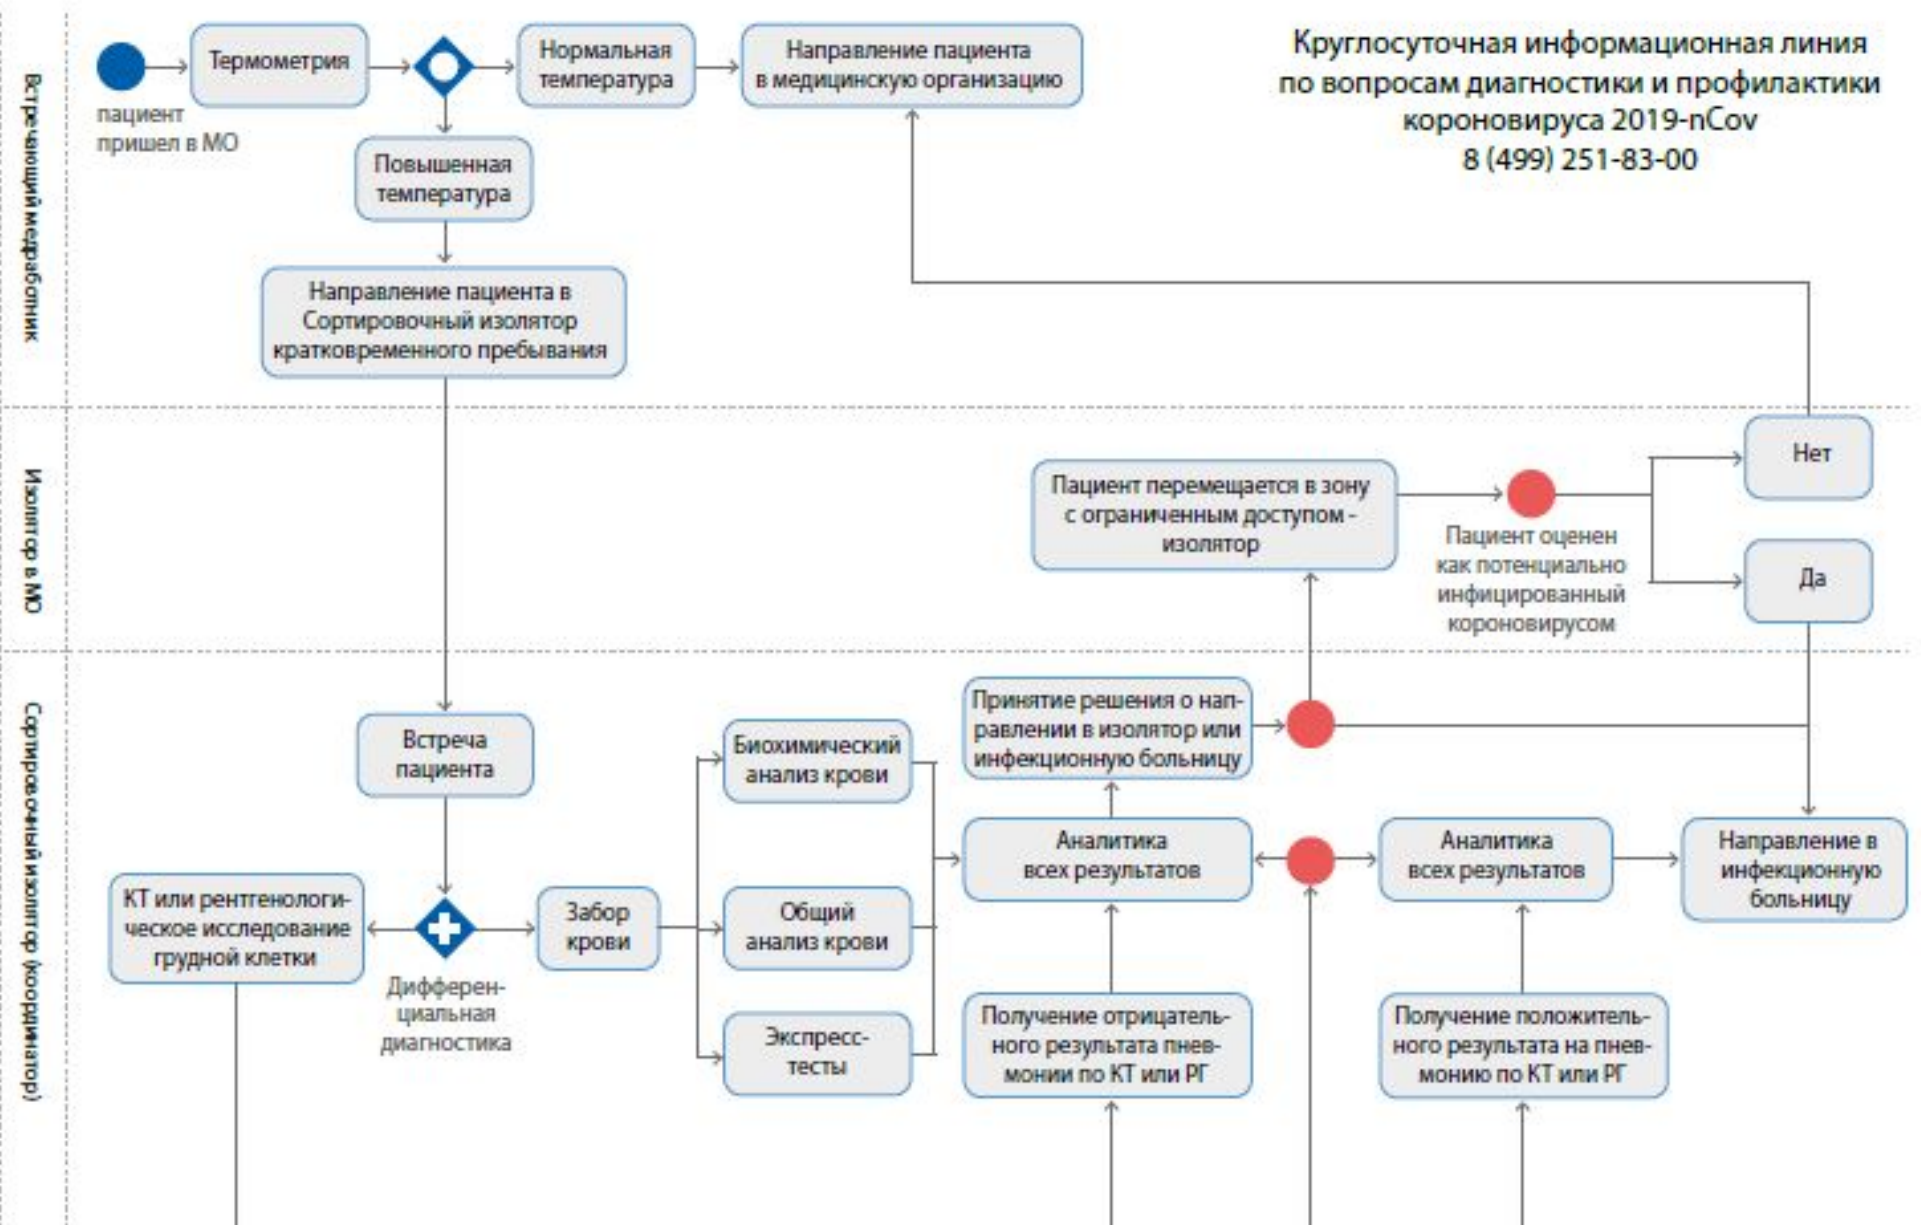 Встречающий медработник
пациент
пришел в МО
Термометрия
Нормальная
температура
Направление пациента
в медицинскую организацию
Круглосуточная информационная линия
по вопросам диагностики и профилактики
короновируса 2019-nCov
8 (499) 251-83-00
Повышенная
температура
Направление пациента в
Сортировочный изолятор
кратковременного пребывания
Изолятор в МО
Пациент перемещается в зону
с ограниченным доступом -
изолятор
Пациент оценен
как потенциально
инфицированный
короновирусом
Нет
Да
Сортировочный изолятор (координатор)
Встреча
пациента
КТ или рентгенологи-
ческое исследование
грудной клетки
Дифферен-
циальная
диагностика
Забор
крови
Биохимический
анализ крови
Общий
анализ крови
Экспресс-
тесты
Принятие решения о нап-
равлении в изолятор или
инфекционную больницу
Аналитика
всех результатов
Получение отрицатель-
ного результата пнев-
монии по КТ или РГ
Аналитика
всех результатов
Получение положитель-
ного результата на пнев-
монию по КТ или РГ
Направление в
инфекционную
больницу